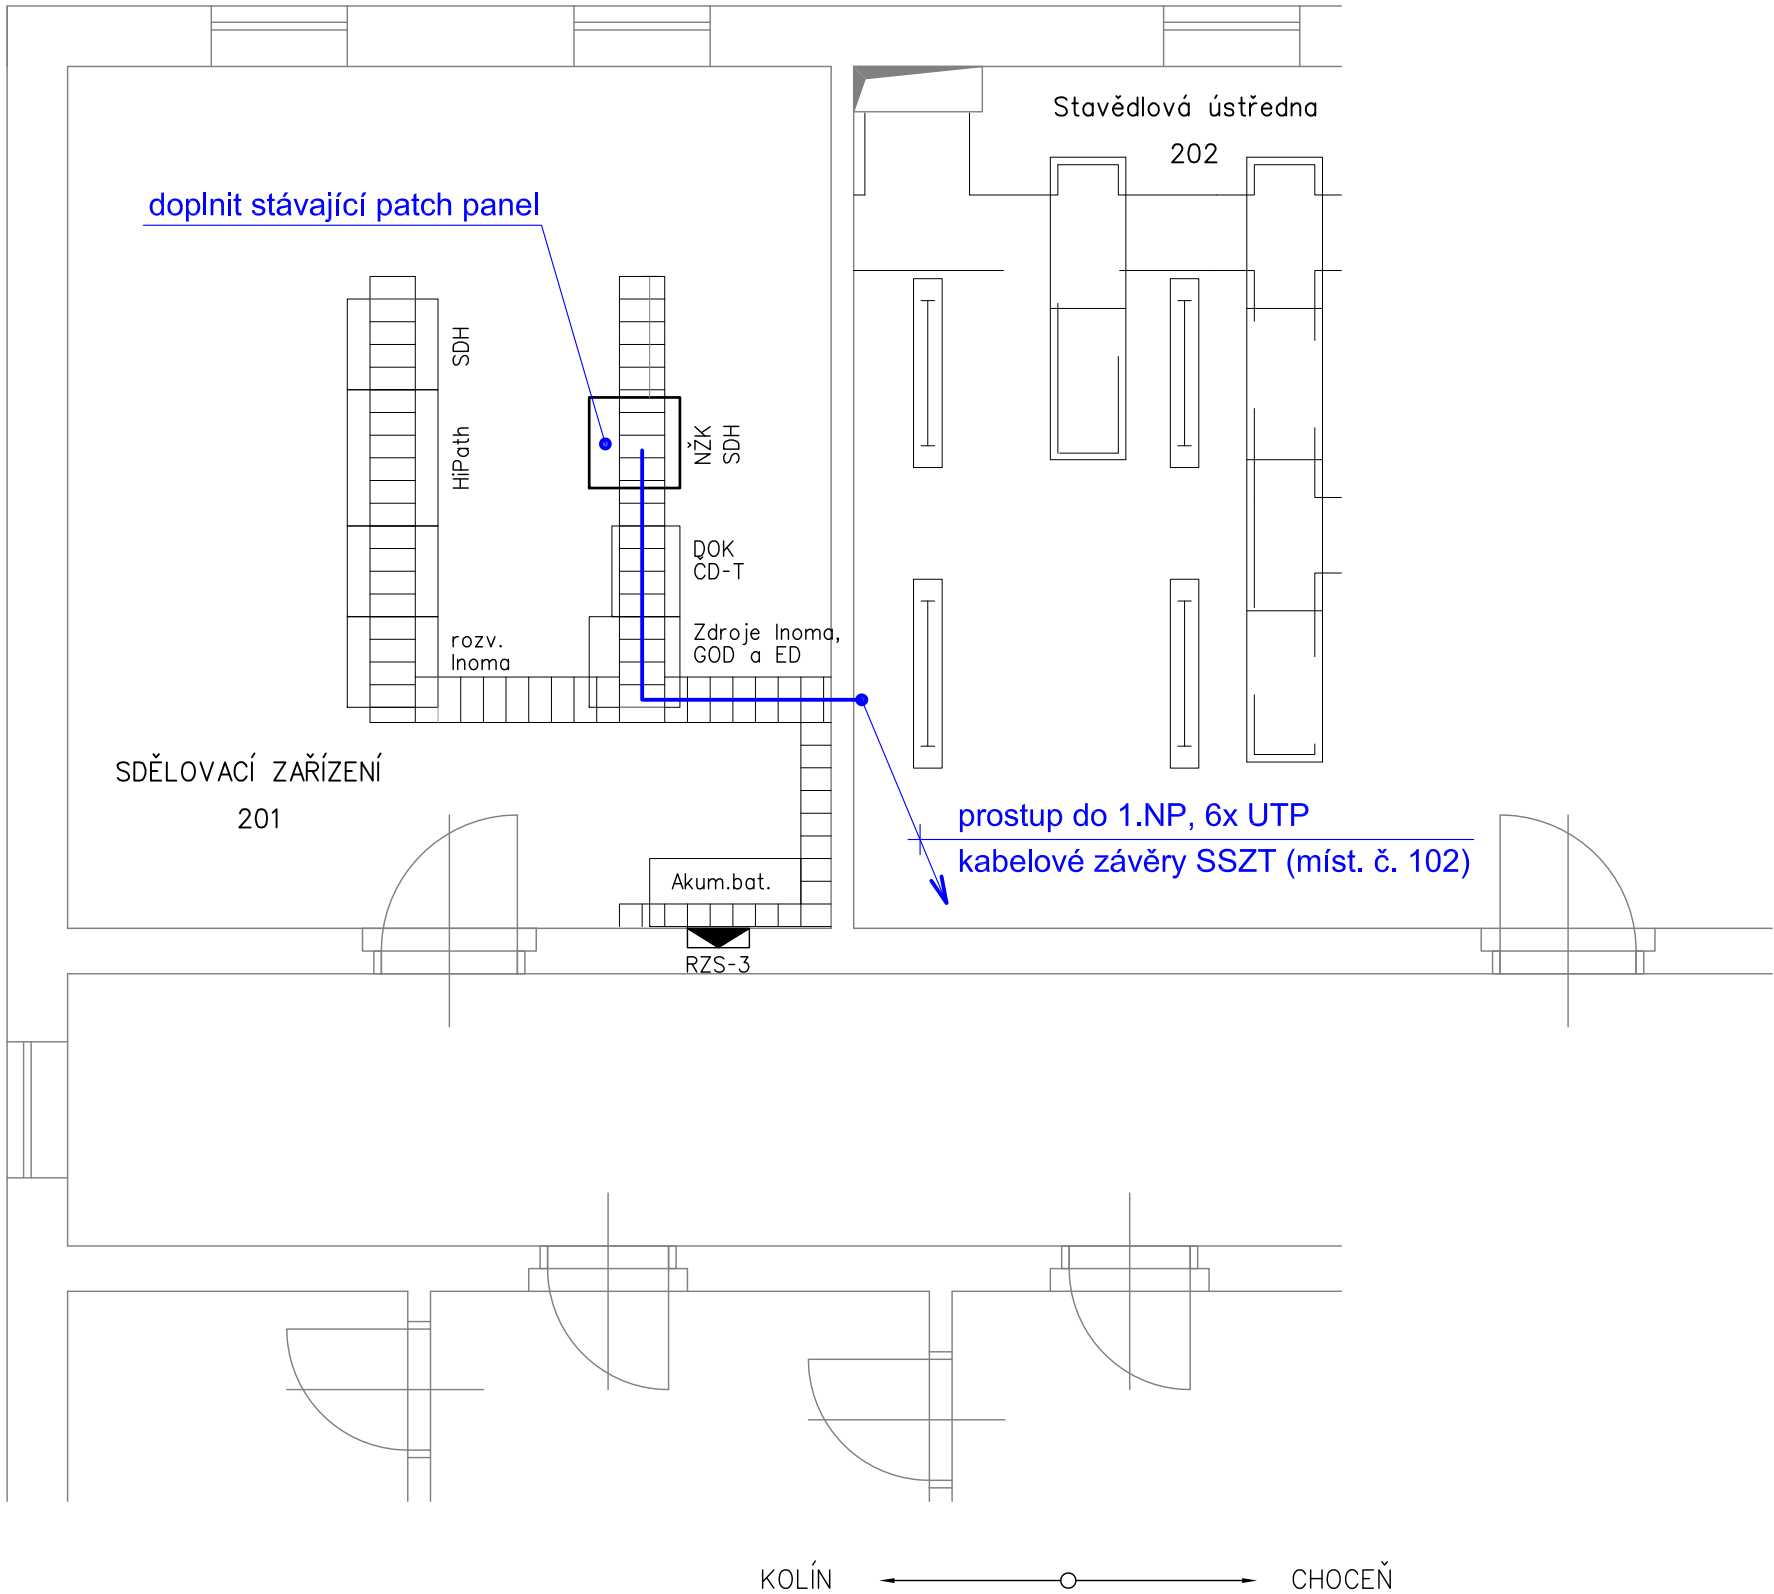 Stavědlová ústředna
202
doplnit stávající patch panel
SDH
HiPath
NŽK
SDH
DOK
ČD-T
rozv.
Inoma
Zdroje Inoma,
GOD a ED
SDĚLOVACÍ ZAŘÍZENÍ
201
prostup do 1.NP, 6x UTP
kabelové závěry SSZT (míst. č. 102)
Akum.bat.
RZS-3
KOLÍN
CHOCEŇ